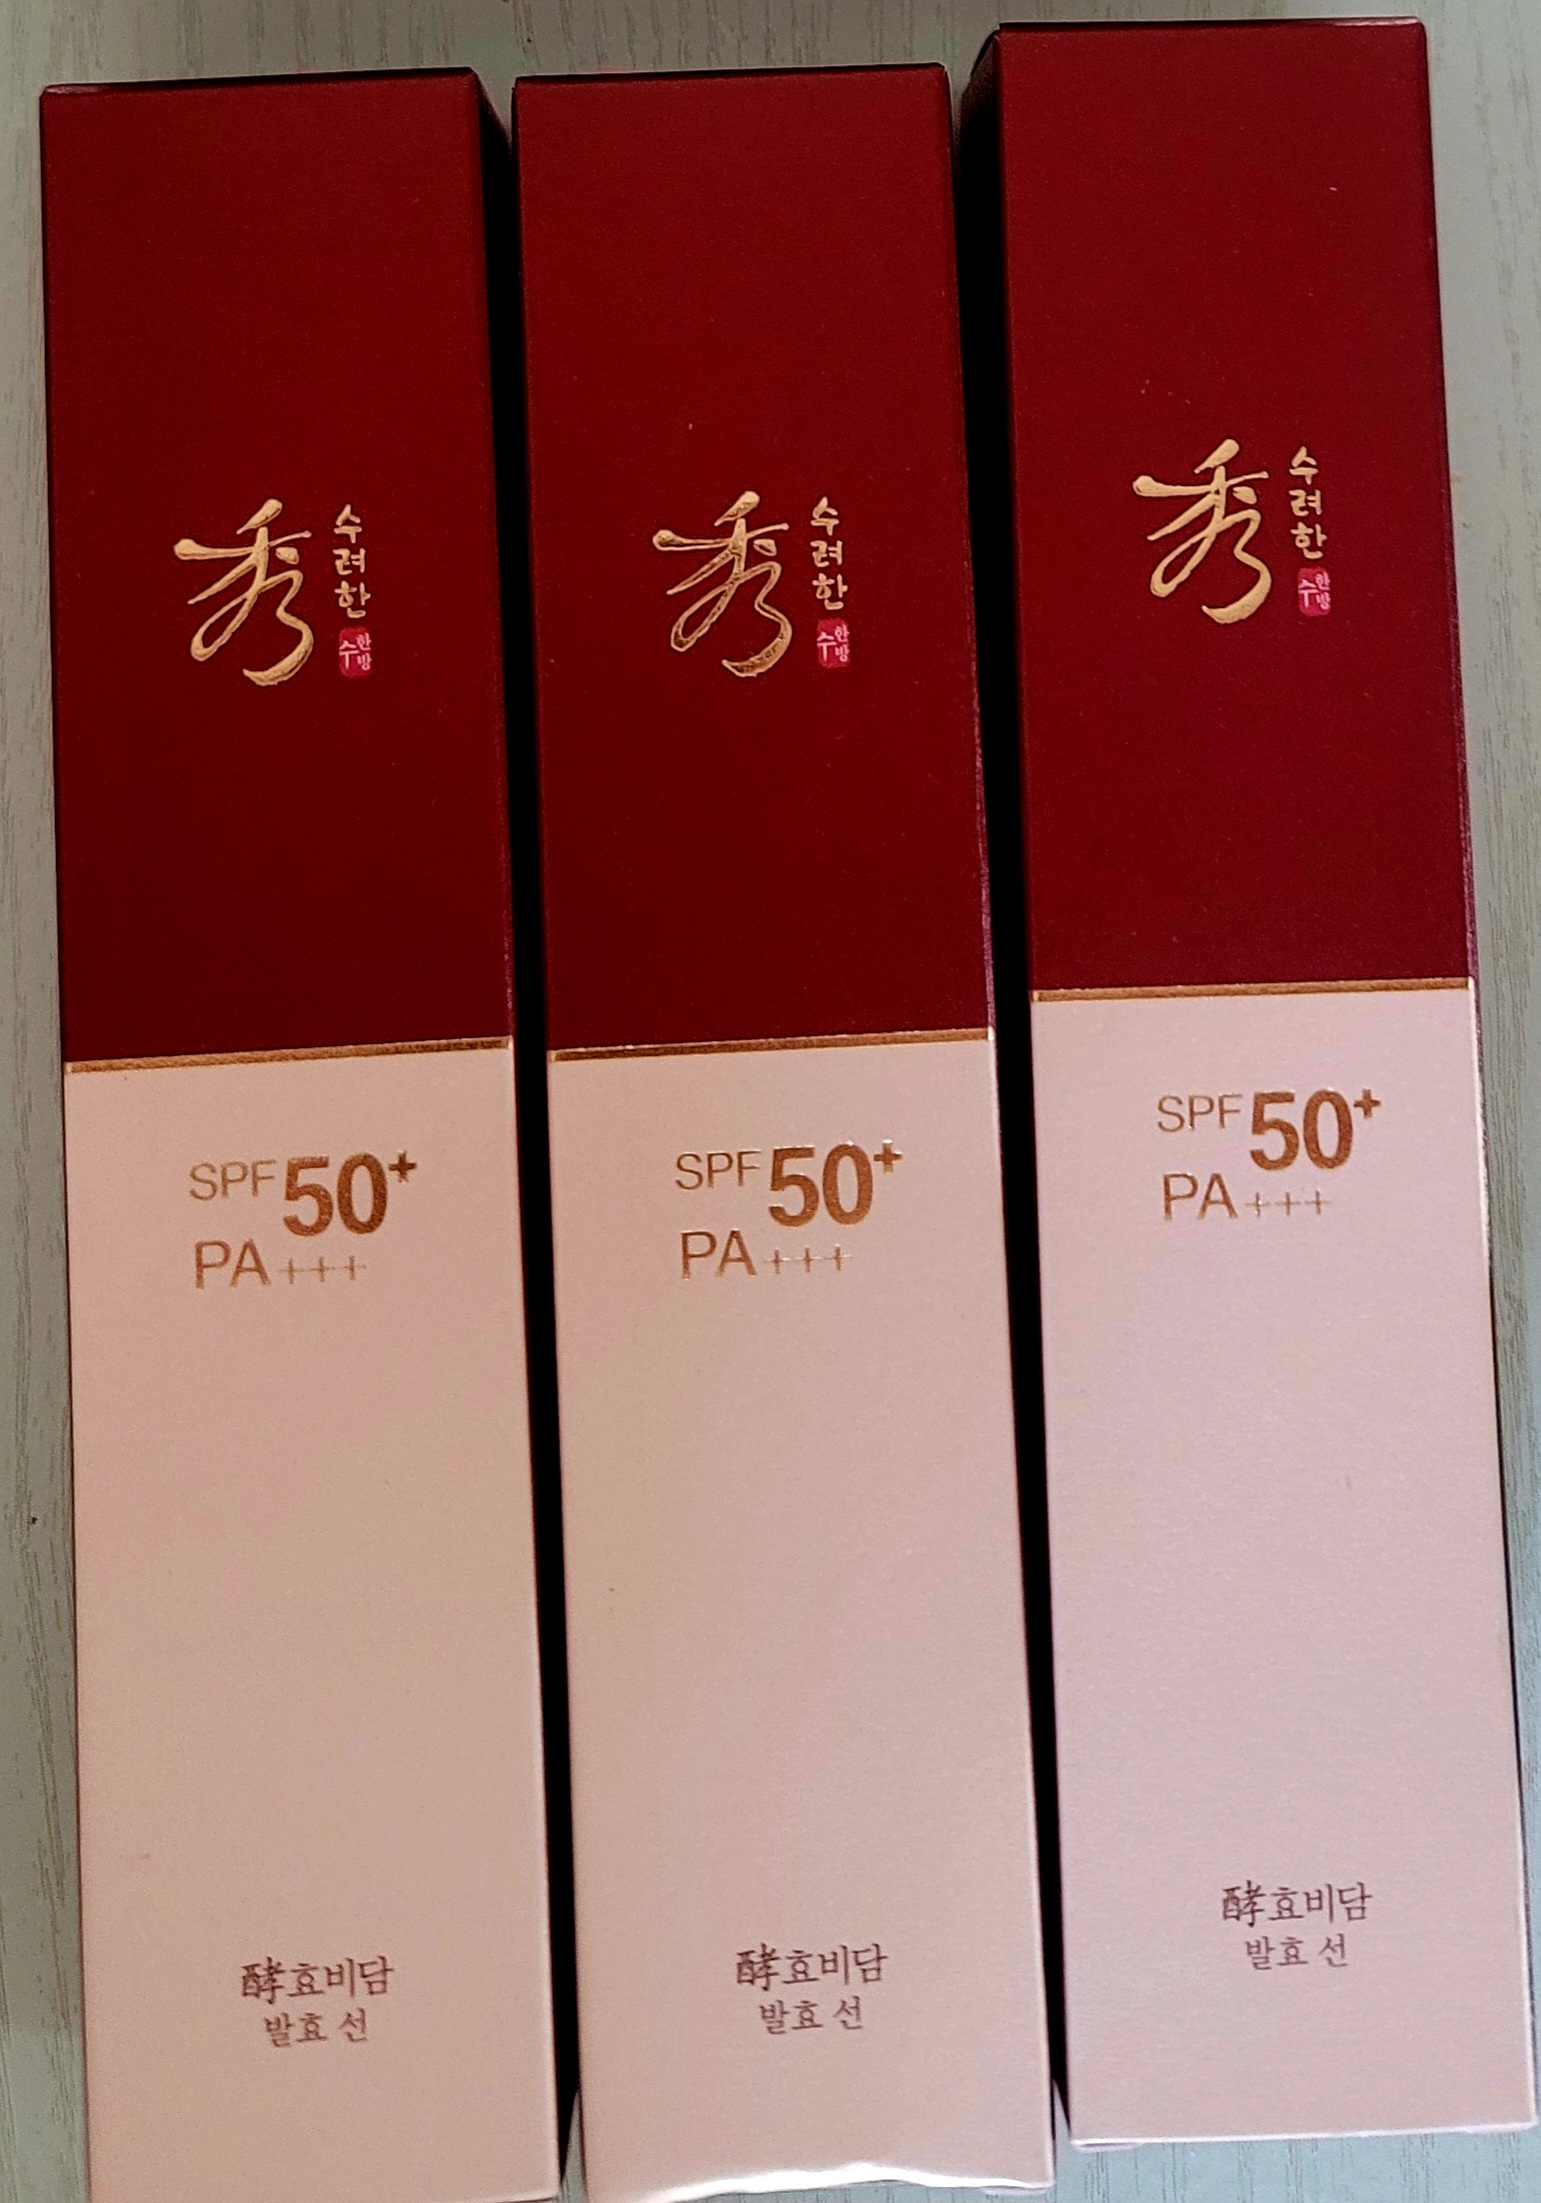 秀
수려한
수한방
SPF 50+
PA+++
酵효비담
발효 선
秀
수려한
수한방
SPF 50+
PA+++
酵효비담
발효 선
秀
수려한
수한방
SPF 50+
PA+++
酵효비담
발효 선